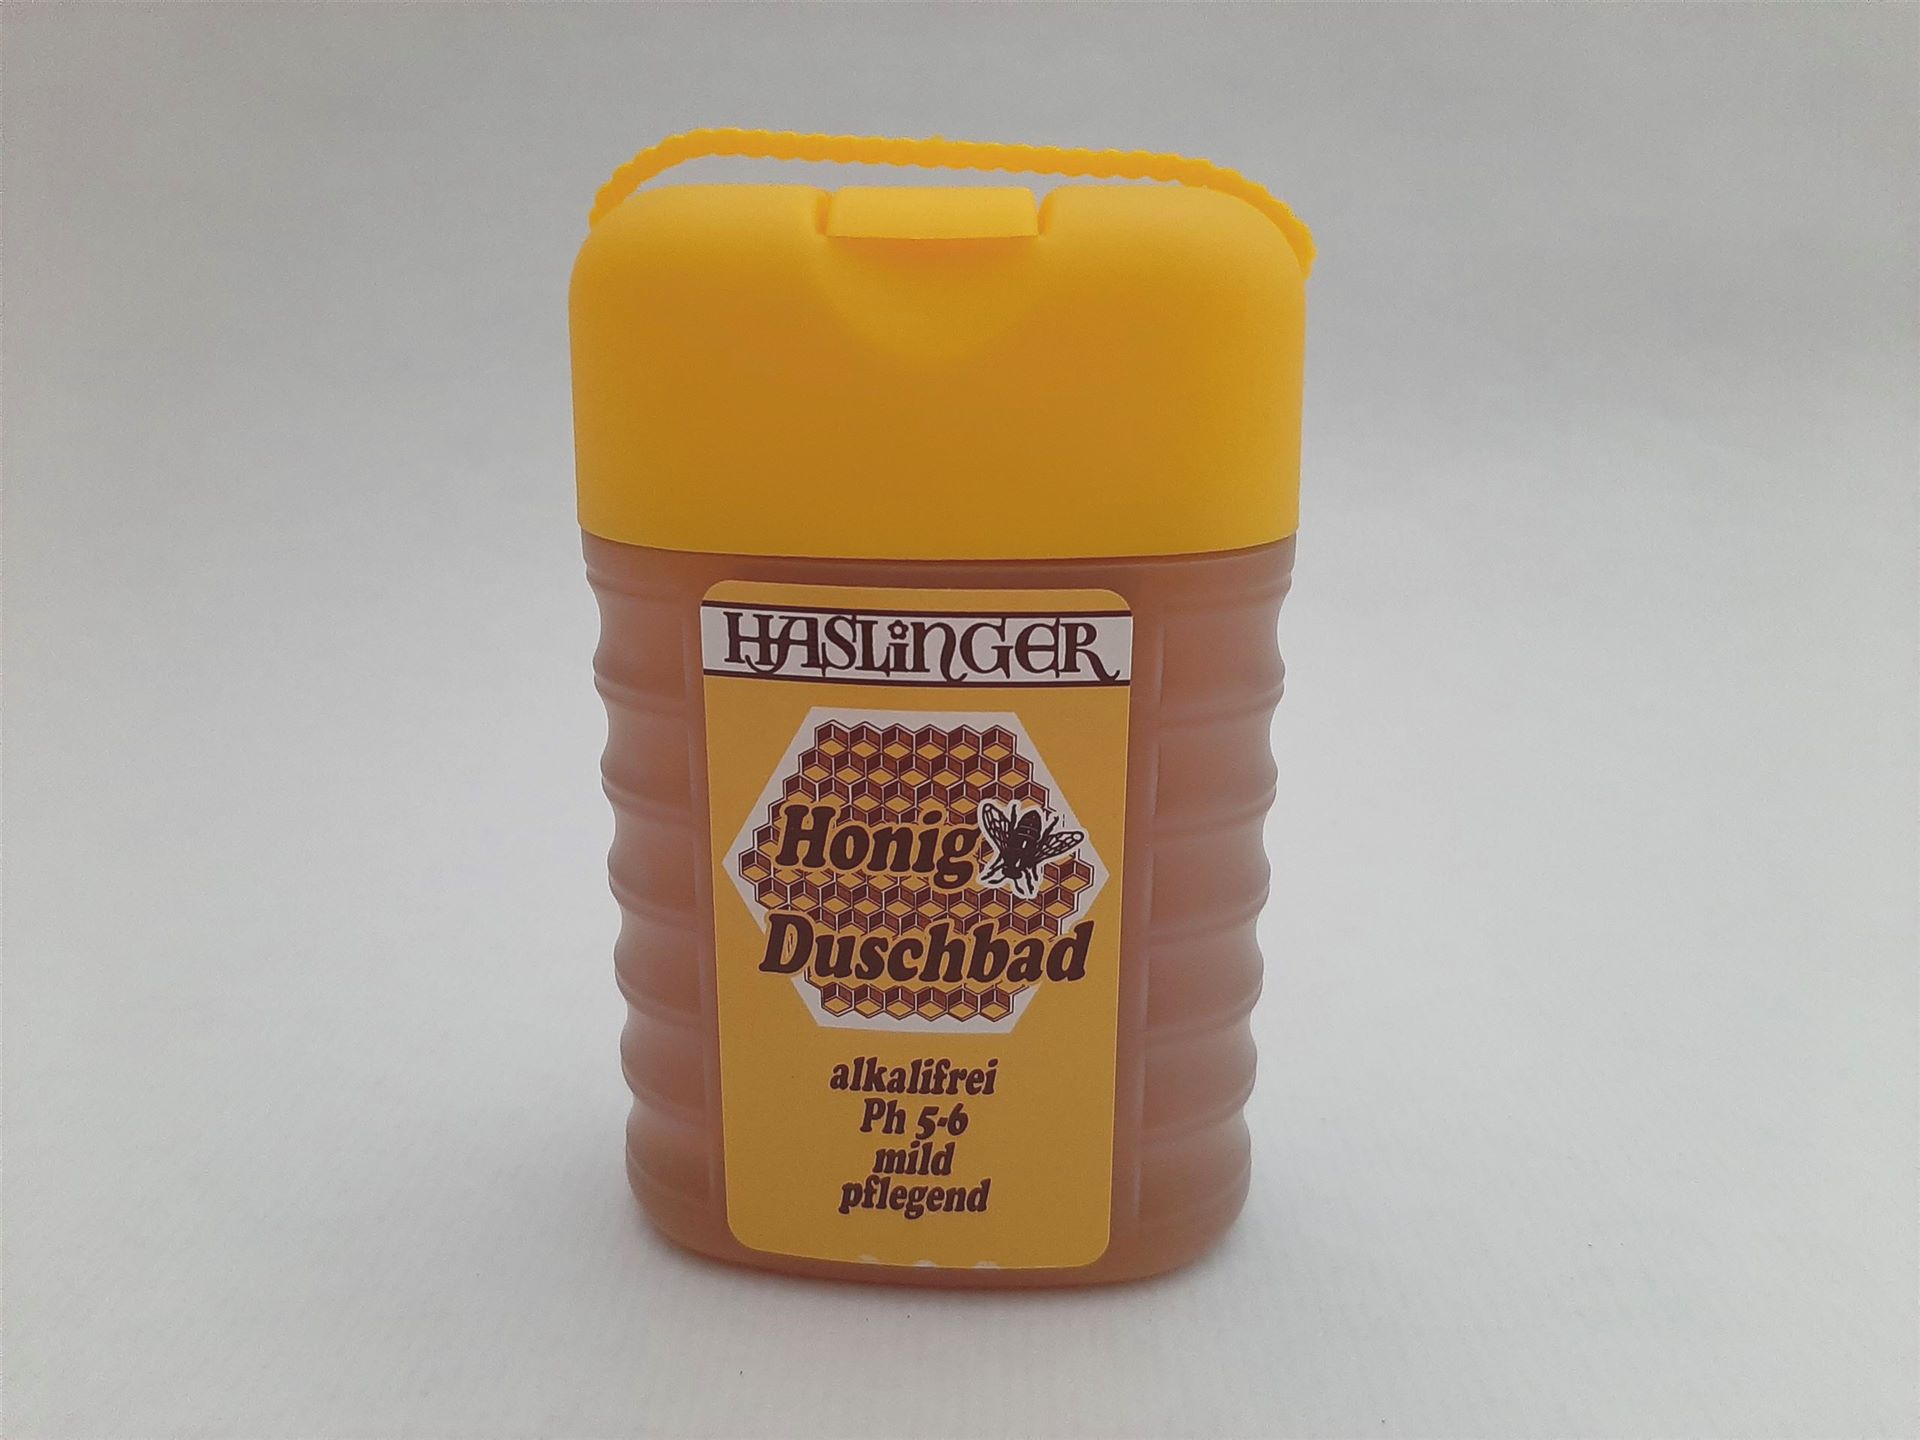 HASLiNGER
Honig
Duschbad
alkalifrei
Ph 5-6
mild
pflegend